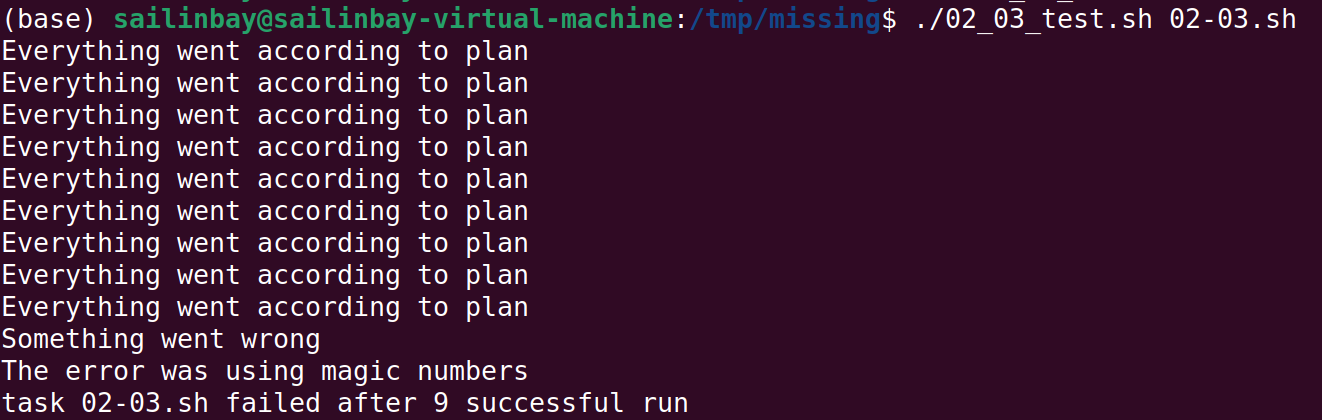 (base) sailinbay@sailinbay-virtual-machine:/tmp/missing$ ./02_03_test.sh 02-03.sh
Everything went according to plan
Everything went according to plan
Everything went according to plan
Everything went according to plan
Everything went according to plan
Everything went according to plan
Everything went according to plan
Everything went according to plan
Everything went according to plan
Something went wrong
The error was using magic numbers
task 02-03.sh failed after 9 successful run